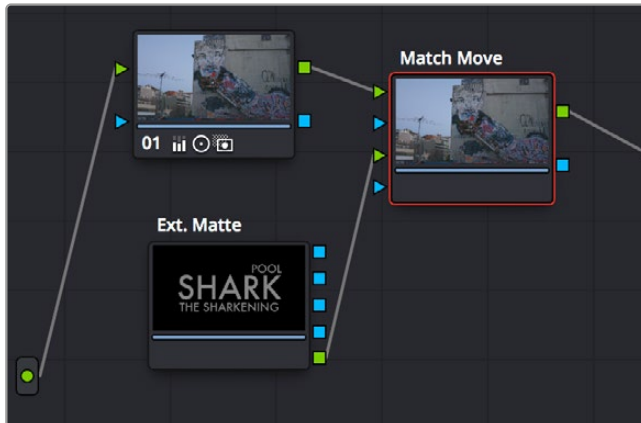 Match Move
01
Ext. Matte
POOL
SHARK
THE SHARKENING